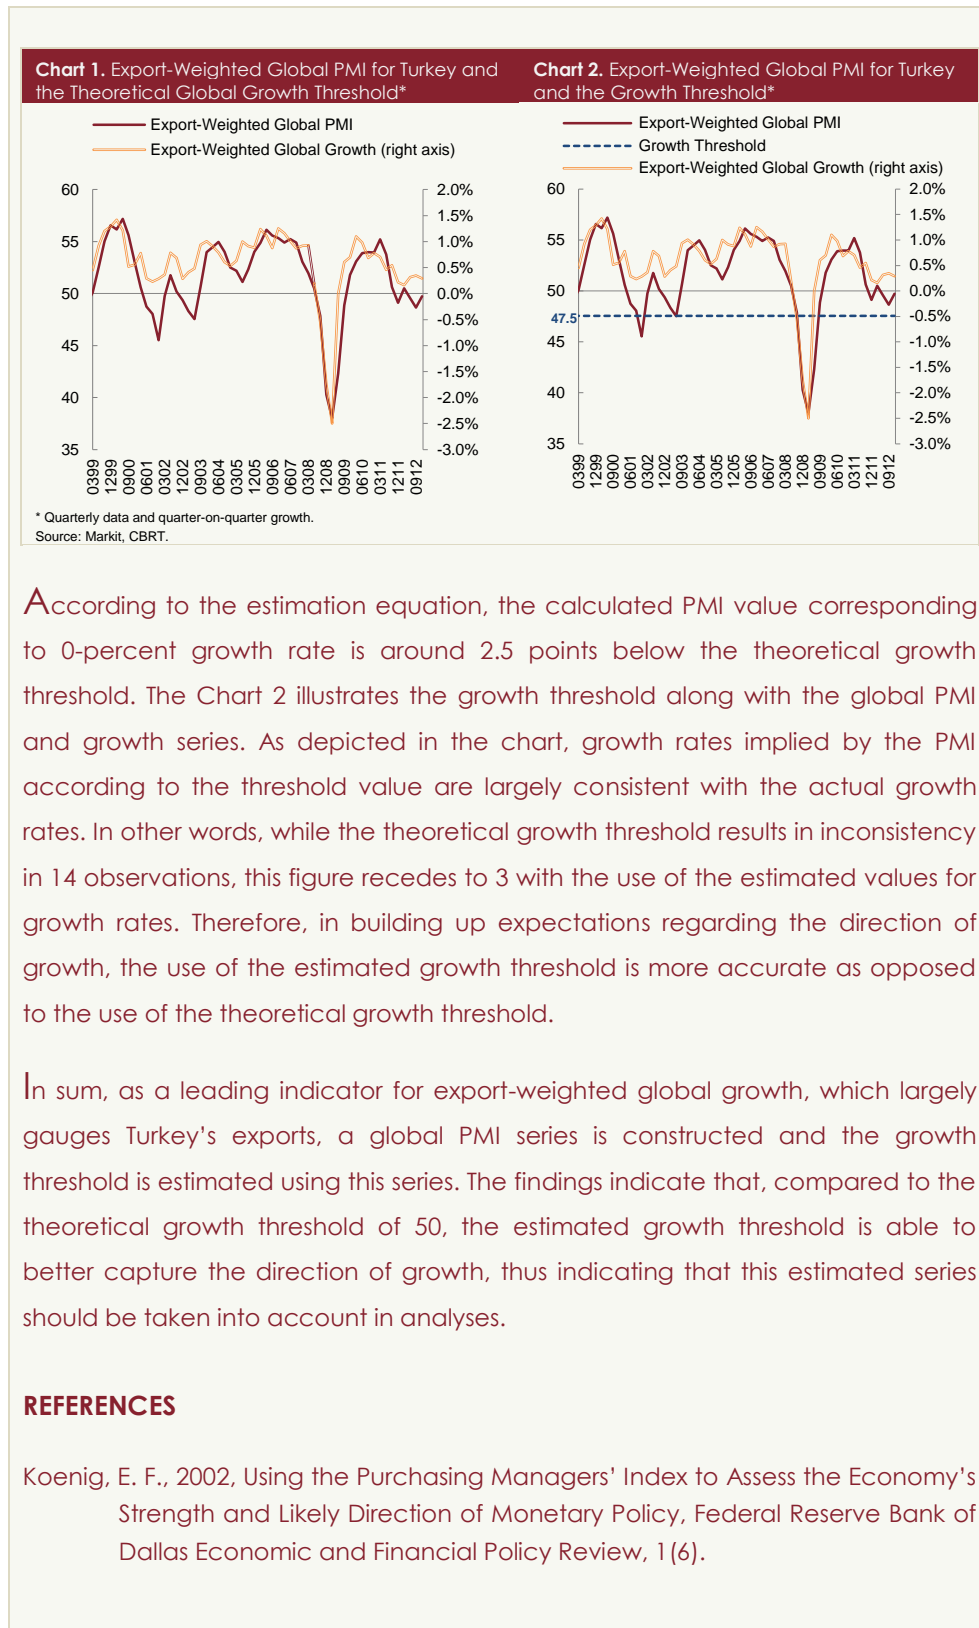 Chart 1. Export-Weighted Global PMI for Turkey and
the Theoretical Global Growth Threshold*
Export-Weighted Global PMI
Export-Weighted Global Growth (right axis)
60
55
50
45
40
35
2.0%
1.5%
1.0%
0.5%
0.0%
-0.5%
-1.0%
-1.5%
-2.0%
-2.5%
-3.0%
0399
1299
0900
0601
0302
1202
0903
0604
0305
1205
0906
0607
0308
1208
0909
0610
0311
1211
0912
* Quarterly data and quarter-on-quarter growth.
Source: Markit, CBRT.
Chart 2. Export-Weighted Global PMI for Turkey
and the Growth Threshold*
Export-Weighted Global PMI
Growth Threshold
Export-Weighted Global Growth (right axis)
60
55
50
47.5
45
40
35
2.0%
1.5%
1.0%
0.5%
0.0%
-0.5%
-1.0%
-1.5%
-2.0%
-2.5%
-3.0%
0399
1299
0900
0601
0302
1202
0903
0604
0305
1205
0906
0607
0308
1208
0909
0610
0311
1211
0912
According to the estimation equation, the calculated PMI value corresponding
to 0-percent growth rate is around 2.5 points below the theoretical growth
threshold. The Chart 2 illustrates the growth threshold along with the global PMI
and growth series. As depicted in the chart, growth rates implied by the PMI
according to the threshold value are largely consistent with the actual growth
rates. In other words, while the theoretical growth threshold results in inconsistency
in 14 observations, this figure recedes to 3 with the use of the estimated values for
growth rates. Therefore, in building up expectations regarding the direction of
growth, the use of the estimated growth threshold is more accurate as opposed
to the use of the theoretical growth threshold.
In sum, as a leading indicator for export-weighted global growth, which largely
gauges Turkey's exports, a global PMI series is constructed and the growth
threshold is estimated using this series. The findings indicate that, compared to the
theoretical growth threshold of 50, the estimated growth threshold is able to
better capture the direction of growth, thus indicating that this estimated series
should be taken into account in analyses.
REFERENCES
Koenig, E. F., 2002, Using the Purchasing Managers' Index to Assess the Economy's
Strength and Likely Direction of Monetary Policy, Federal Reserve Bank of
Dallas Economic and Financial Policy Review, 1(6).